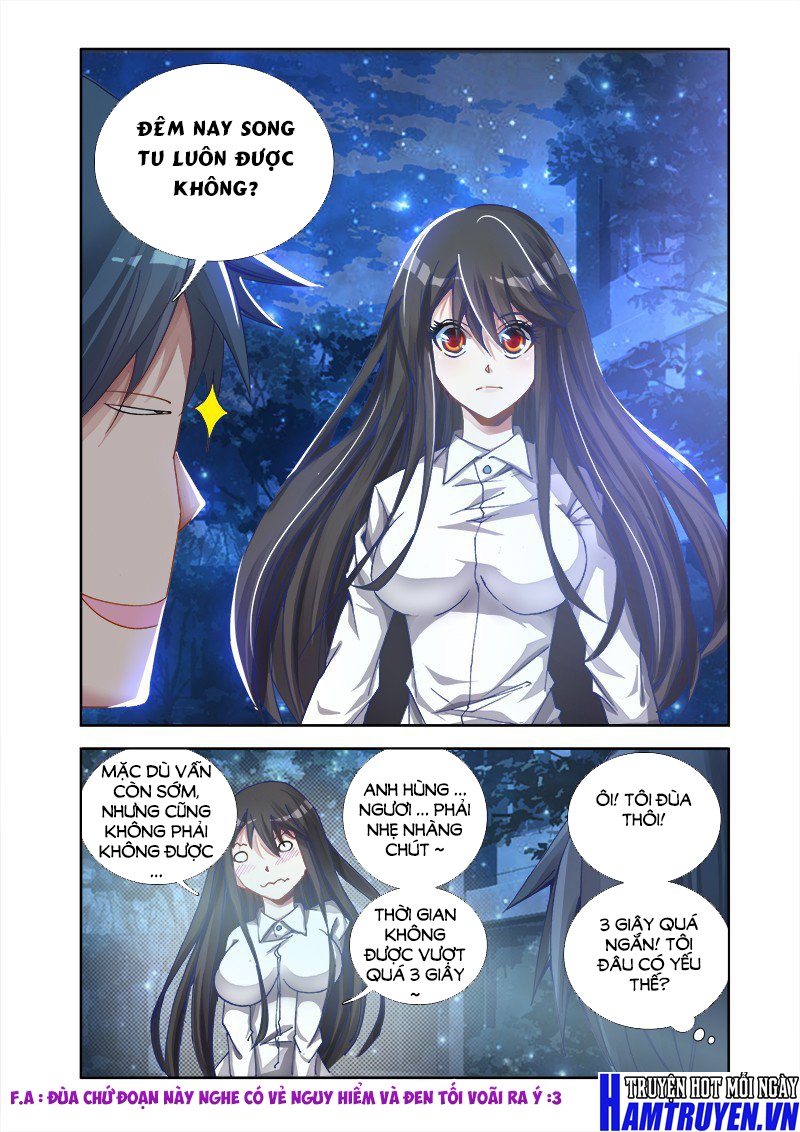 ĐÊM NAY SONG
TU LUÔN ĐƯỢC
KHÔNG?
MẶC DÙ VẪN
CÒN SỚM,
NHƯNG CŨNG
KHÔNG PHẢI
KHÔNG ĐƯỢC
...
ANH HÙNG ...
NGƯƠI ... PHẢI
NHẸ NHÀNG
CHÚT ~
THỜI GIAN
KHÔNG
ĐƯỢC VƯỢT
QUÁ 3 GIÂY
~
ÔI! TÔI ĐÙA
THÔI!
3 GIÂY QUÁ
NGẮN! TÔI
ĐÂU CÓ YẾU
THẾ?
F.A : ĐÙA CHỨ ĐOẠN NÀY NGHE CÓ VẺ NGUY HIỂM VÀ ĐEN TỐI VOÃI RA Ý :3
TRUYỆN HOT MỖI NGÀY
HAMTRUYEN.VN